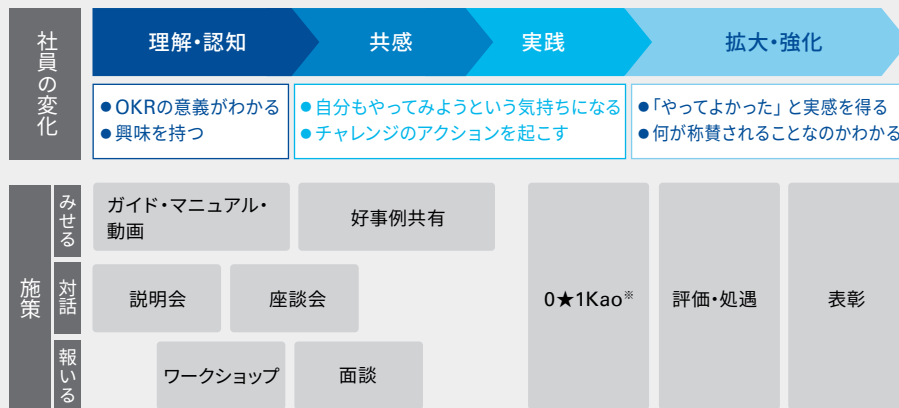 社員の変化
理解・認知
共感
実践
拡大・強化
●OKRの意義がわかる
●興味を持つ
●自分もやってみようという気持ちになる
●チャレンジのアクションを起こす
●「やってよかった」と実感を得る
●何が称賛されることなのかわかる
施策
みせる
ガイド・マニュアル・
動画
好事例共有
対話
説明会
座談会
0★1Kao※
評価・処遇
表彰
報いる
ワークショップ
面談